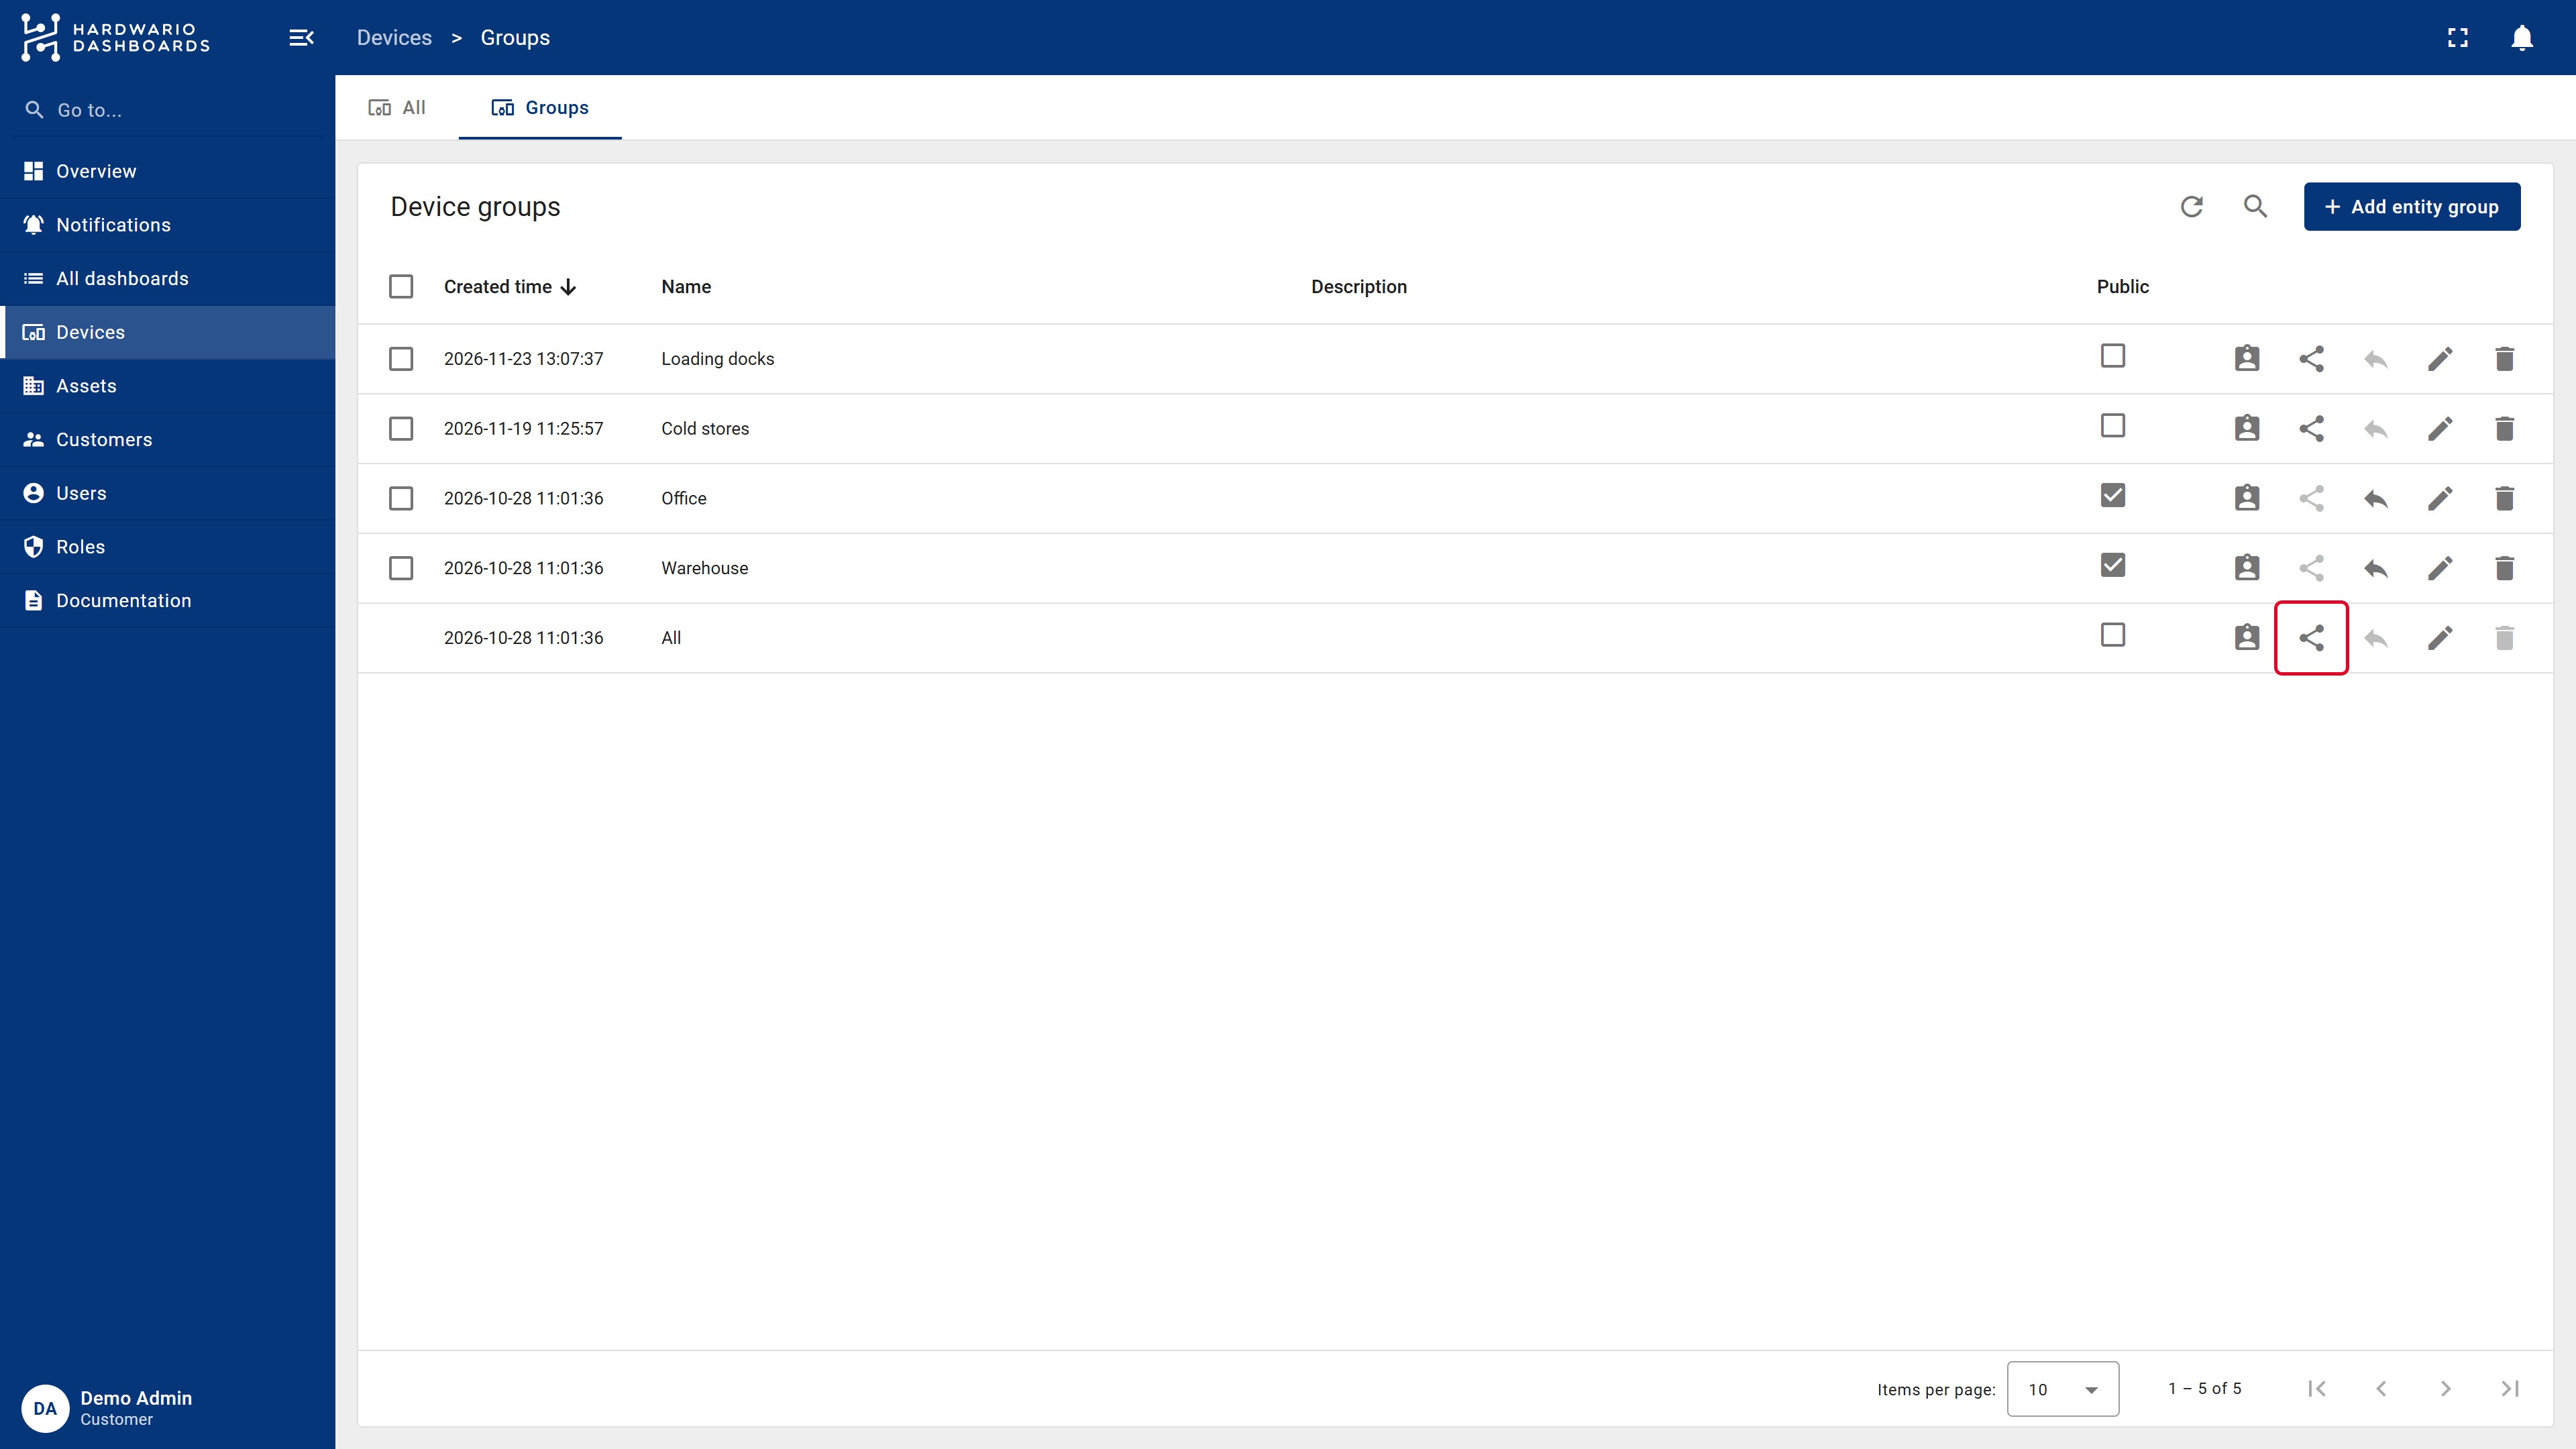 HARDWARIO
DASHBOARDS
Devices > Groups
Go to...
Overview
Notifications
All dashboards
Devices
Assets
Customers
Users
Roles
Documentation
DA
Demo Admin
Customer
All
Groups
Device groups
+ Add entity group
Created time Name Description Public
2026-11-23 13:07:37 Loading docks
2026-11-19 11:25:57 Cold stores
2026-10-28 11:01:36 Office
2026-10-28 11:01:36 Warehouse
2026-10-28 11:01:36 All
Items per page: 10 1 – 5 of 5